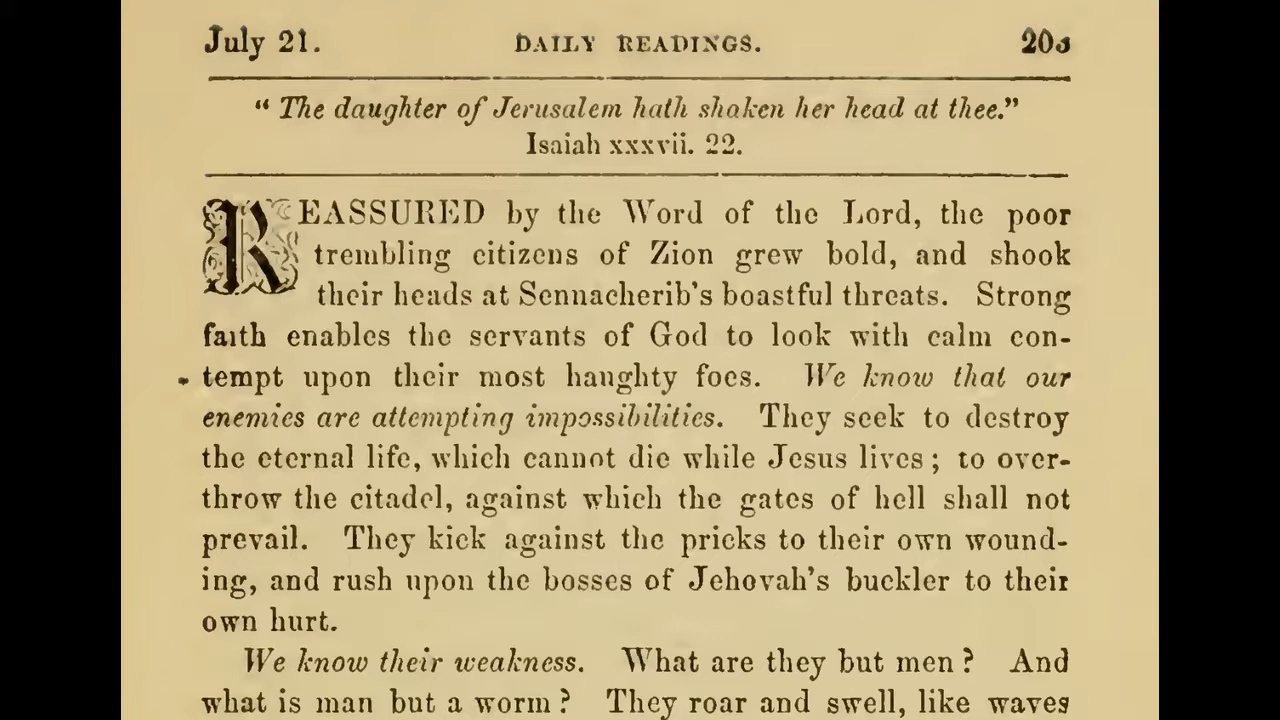 July 21. DAILY READINGS. 203
“ The daughter of Jerusalem hath shaken her head at thee.”
Isaiah xxxvii. 22.
REASSURED by the Word of the Lord, the poor
trembling citizens of Zion grew bold, and shook
their heads at Sennacherib's boastful threats. Strong
faith enables the servants of God to look with calm con-
tempt upon their most haughty foes. We know that our
enemies are attempting impossibilities. They seek to destroy
the eternal life, which cannot die while Jesus lives; to over-
throw the citadel, against which the gates of hell shall not
prevail. They kick against the pricks to their own wound-
ing, and rush upon the bosses of Jehovah's buckler to their
own hurt.
We know their weakness. What are they but men? And
what is man but a worm? They roar and swell, like waves